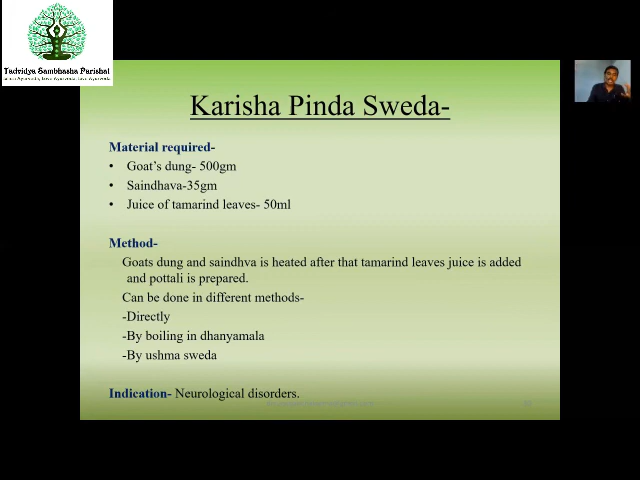 Tadvidya Sambhasha Parishat
Karisha Pinda Sweda-
Material required-
• Goat's dung- 500gm
• Saindhava-35gm
• Juice of tamarind leaves- 50ml
Method-
Goats dung and saindhva is heated after that tamarind leaves juice is added
and pottali is prepared.
Can be done in different methods-
-Directly
-By boiling in dhanyamala
-By ushma sweda
Indication- Neurological disorders.